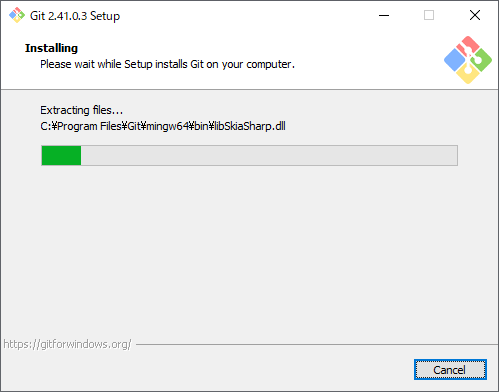 Git 2.41.0.3 Setup
Installing
Please wait while Setup installs Git on your computer.
Extracting files...
C:¥Program Files¥Git¥mingw64¥bin¥libSkiaSharp.dll
https://gitforwindows.org/
Cancel